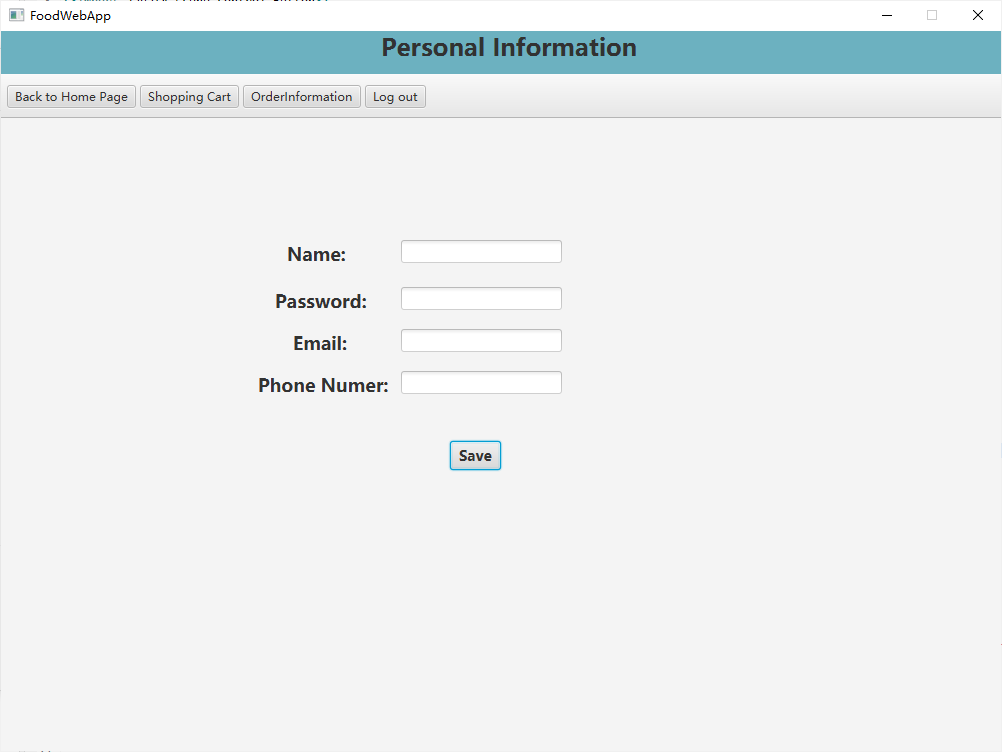 FoodWebApp
Personal Information
Back to Home Page Shopping Cart OrderInformation Log out
Name:
Password:
Email:
Phone Numer:
Save